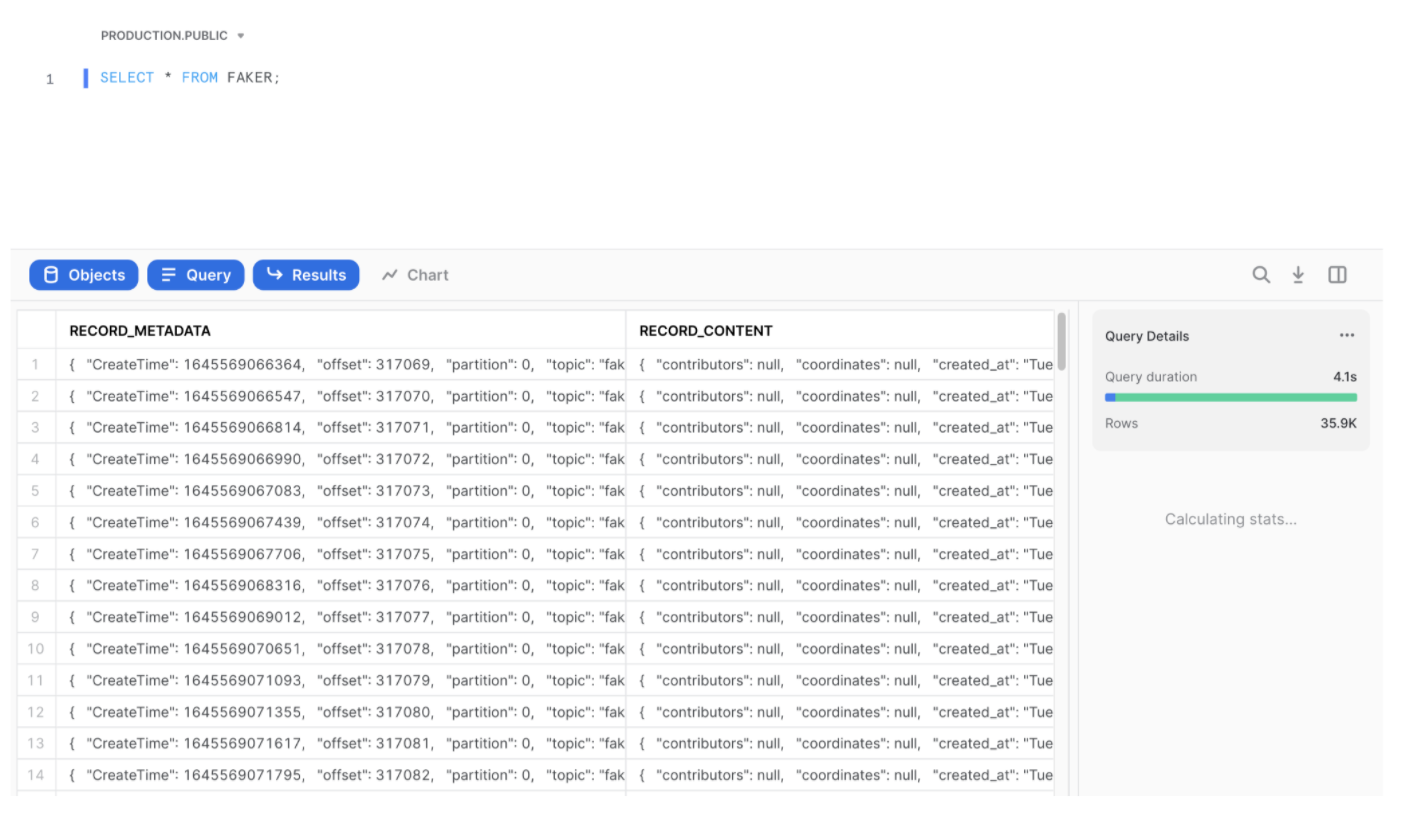 PRODUCTION.PUBLIC
1 SELECT * FROM FAKER;
Objects Query Results Chart
RECORD_METADATA RECORD_CONTENT
1 { "CreateTime": 1645569066364, "offset": 317069, "partition": 0, "topic": "fak { "contributors": null, "coordinates": null, "created_at": "Tue
2 { "CreateTime": 1645569066547, "offset": 317070, "partition": 0, "topic": "fak { "contributors": null, "coordinates": null, "created_at": "Tue
3 { "CreateTime": 1645569066814, "offset": 317071, "partition": 0, "topic": "fak { "contributors": null, "coordinates": null, "created_at": "Tue
4 { "CreateTime": 1645569066990, "offset": 317072, "partition": 0, "topic": "fak { "contributors": null, "coordinates": null, "created_at": "Tue
5 { "CreateTime": 1645569067083, "offset": 317073, "partition": 0, "topic": "fak { "contributors": null, "coordinates": null, "created_at": "Tue
6 { "CreateTime": 1645569067439, "offset": 317074, "partition": 0, "topic": "fak { "contributors": null, "coordinates": null, "created_at": "Tue
7 { "CreateTime": 1645569067706, "offset": 317075, "partition": 0, "topic": "fak { "contributors": null, "coordinates": null, "created_at": "Tue
8 { "CreateTime": 1645569068316, "offset": 317076, "partition": 0, "topic": "fak { "contributors": null, "coordinates": null, "created_at": "Tue
9 { "CreateTime": 1645569069012, "offset": 317077, "partition": 0, "topic": "fak { "contributors": null, "coordinates": null, "created_at": "Tue
10 { "CreateTime": 1645569070651, "offset": 317078, "partition": 0, "topic": "fak { "contributors": null, "coordinates": null, "created_at": "Tue
11 { "CreateTime": 1645569071093, "offset": 317079, "partition": 0, "topic": "fak { "contributors": null, "coordinates": null, "created_at": "Tue
12 { "CreateTime": 1645569071355, "offset": 317080, "partition": 0, "topic": "fak { "contributors": null, "coordinates": null, "created_at": "Tue
13 { "CreateTime": 1645569071617, "offset": 317081, "partition": 0, "topic": "fak { "contributors": null, "coordinates": null, "created_at": "Tue
14 { "CreateTime": 1645569071795, "offset": 317082, "partition": 0, "topic": "fak { "contributors": null, "coordinates": null, "created_at": "Tue
Query Details ...
Query duration 4.1s
Rows 35.9K
Calculating stats...